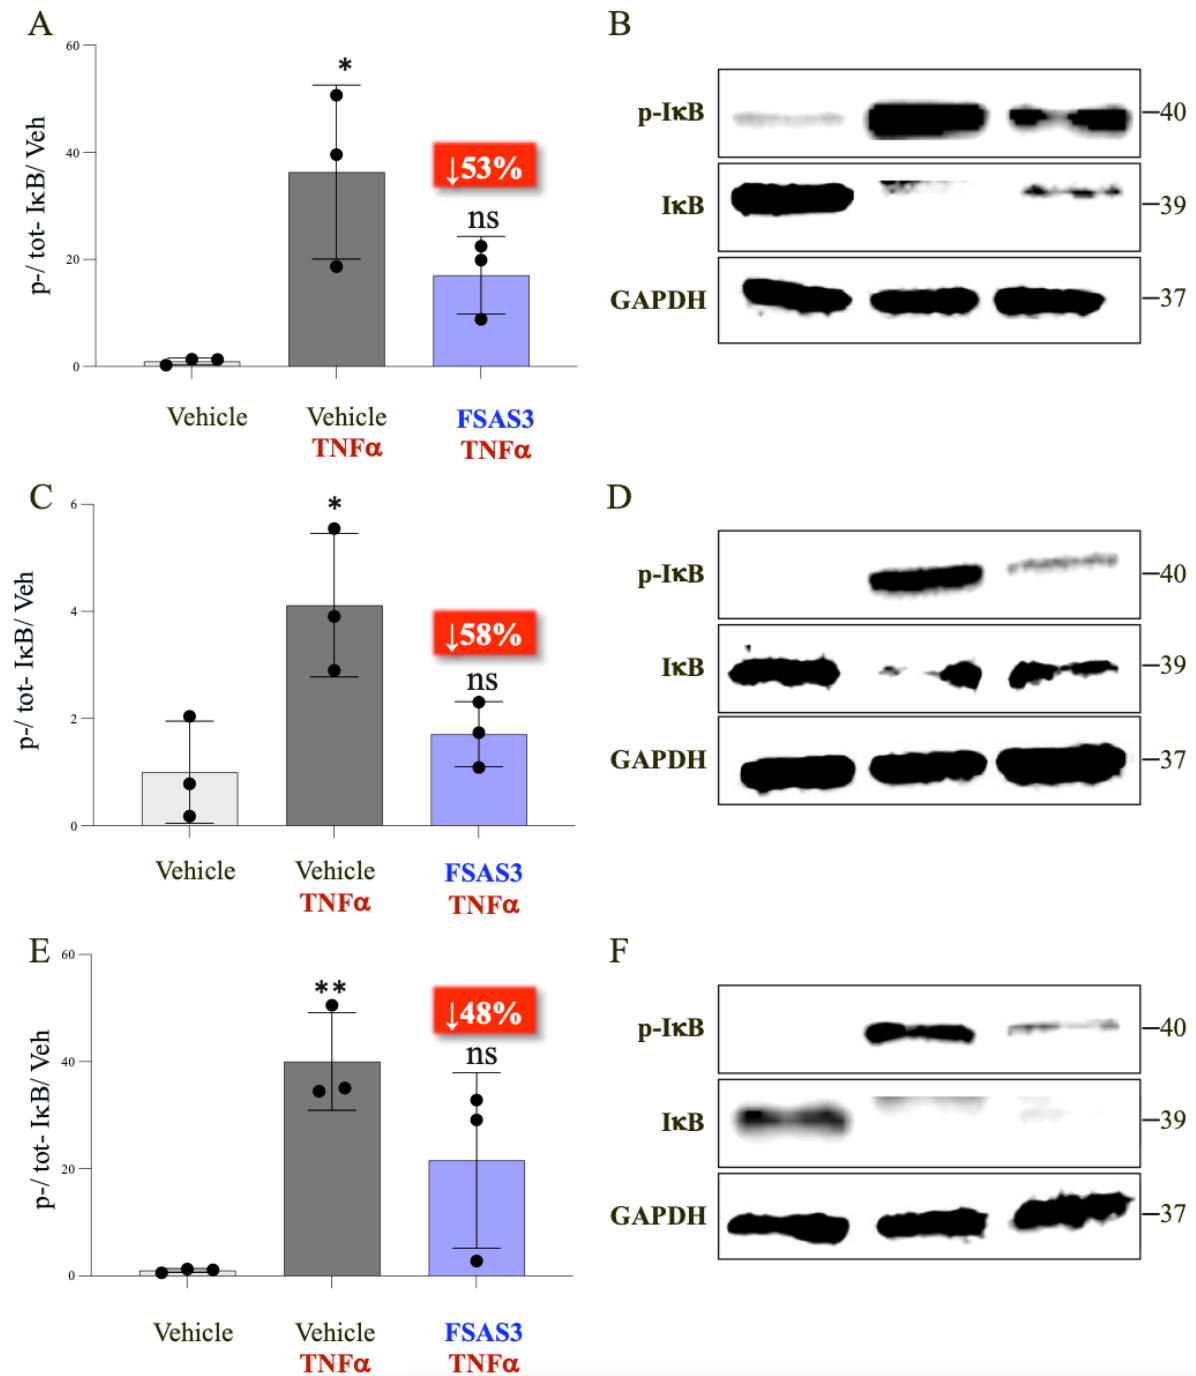 A
60
40
20
0
p-/ tot- IκB/ Veh
*
↓53%
ns
Vehicle
Vehicle
TNFα
FSAS3
TNFα
B
p-IκB
40
IκB
39
GAPDH
37
C
6
4
2
0
p-/ tot- IκB/ Veh
*
↓58%
ns
Vehicle
Vehicle
TNFα
FSAS3
TNFα
D
p-IκB
40
IκB
39
GAPDH
37
E
60
40
20
0
p-/ tot- IκB/ Veh
**
↓48%
ns
Vehicle
Vehicle
TNFα
FSAS3
TNFα
F
p-IκB
40
IκB
39
GAPDH
37